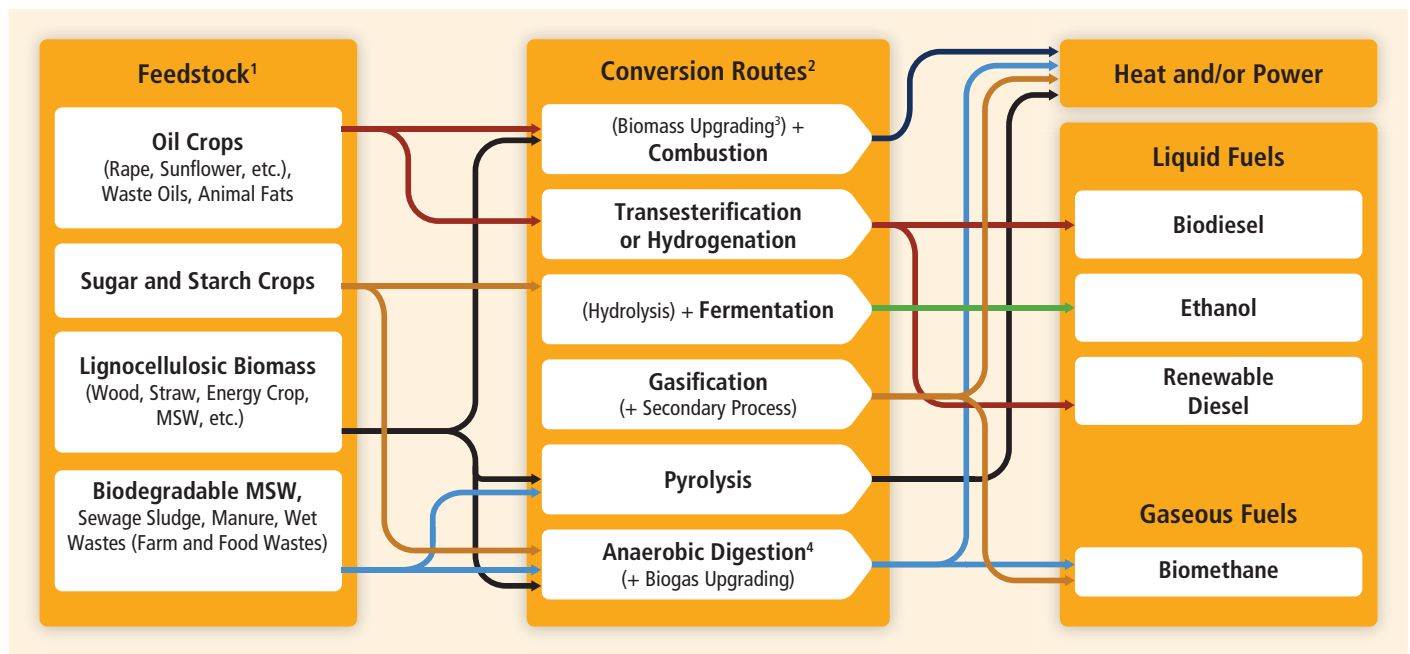 Feedstock¹
Oil Crops
(Rape, Sunflower, etc.),
Waste Oils, Animal Fats
Sugar and Starch Crops
Lignocellulosic Biomass
(Wood, Straw, Energy Crop,
MSW, etc.)
Biodegradable MSW,
Sewage Sludge, Manure, Wet
Wastes (Farm and Food Wastes)
Conversion Routes²
(Biomass Upgrading³) +
Combustion
Transesterification
or Hydrogenation
(Hydrolysis) + Fermentation
Gasification
(+ Secondary Process)
Pyrolysis
Anaerobic Digestion⁴
(+ Biogas Upgrading)
Heat and/or Power
Liquid Fuels
Biodiesel
Ethanol
Renewable
Diesel
Gaseous Fuels
Biomethane